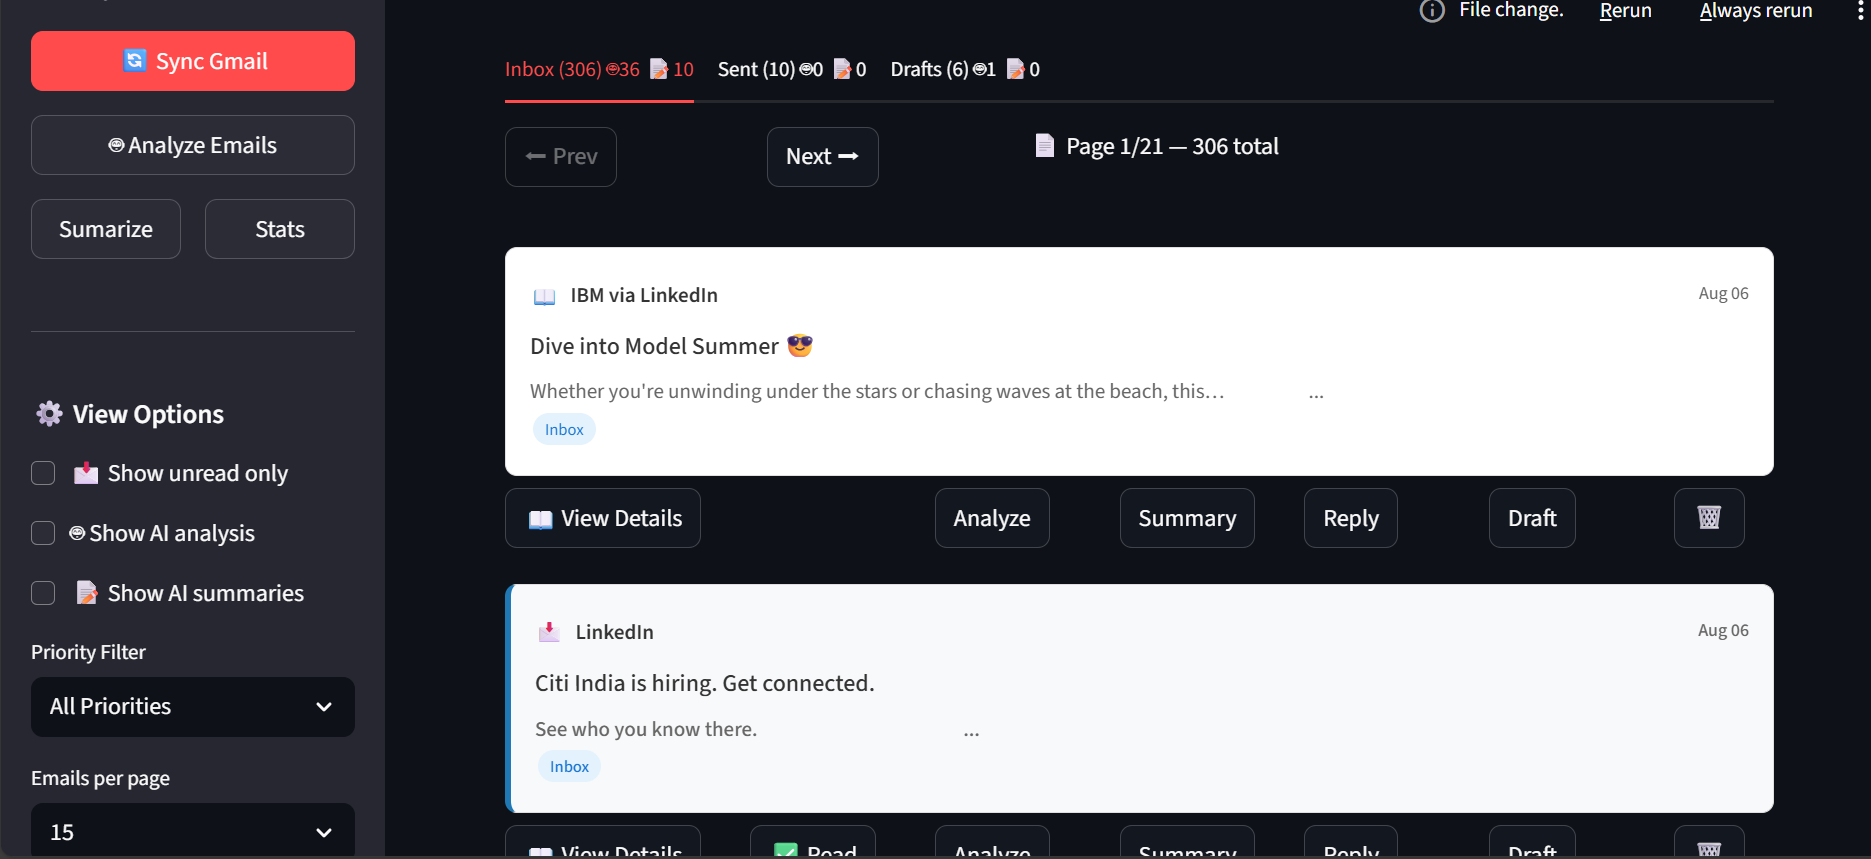 File change. Rerun Always rerun
Sync Gmail
Analyze Emails
Sumarize Stats
View Options
Show unread only
Show AI analysis
Show AI summaries
Priority Filter
All Priorities
Emails per page
15
Inbox (306) 36 10 Sent (10) 0 0 Drafts (6) 1 0
Prev Next Page 1/21 — 306 total
IBM via LinkedIn Aug 06
Dive into Model Summer
Whether you're unwinding under the stars or chasing waves at the beach, this… ...
Inbox
View Details Analyze Summary Reply Draft
LinkedIn Aug 06
Citi India is hiring. Get connected.
See who you know there. ...
Inbox
View Details Read Analyze Summary Reply Draft